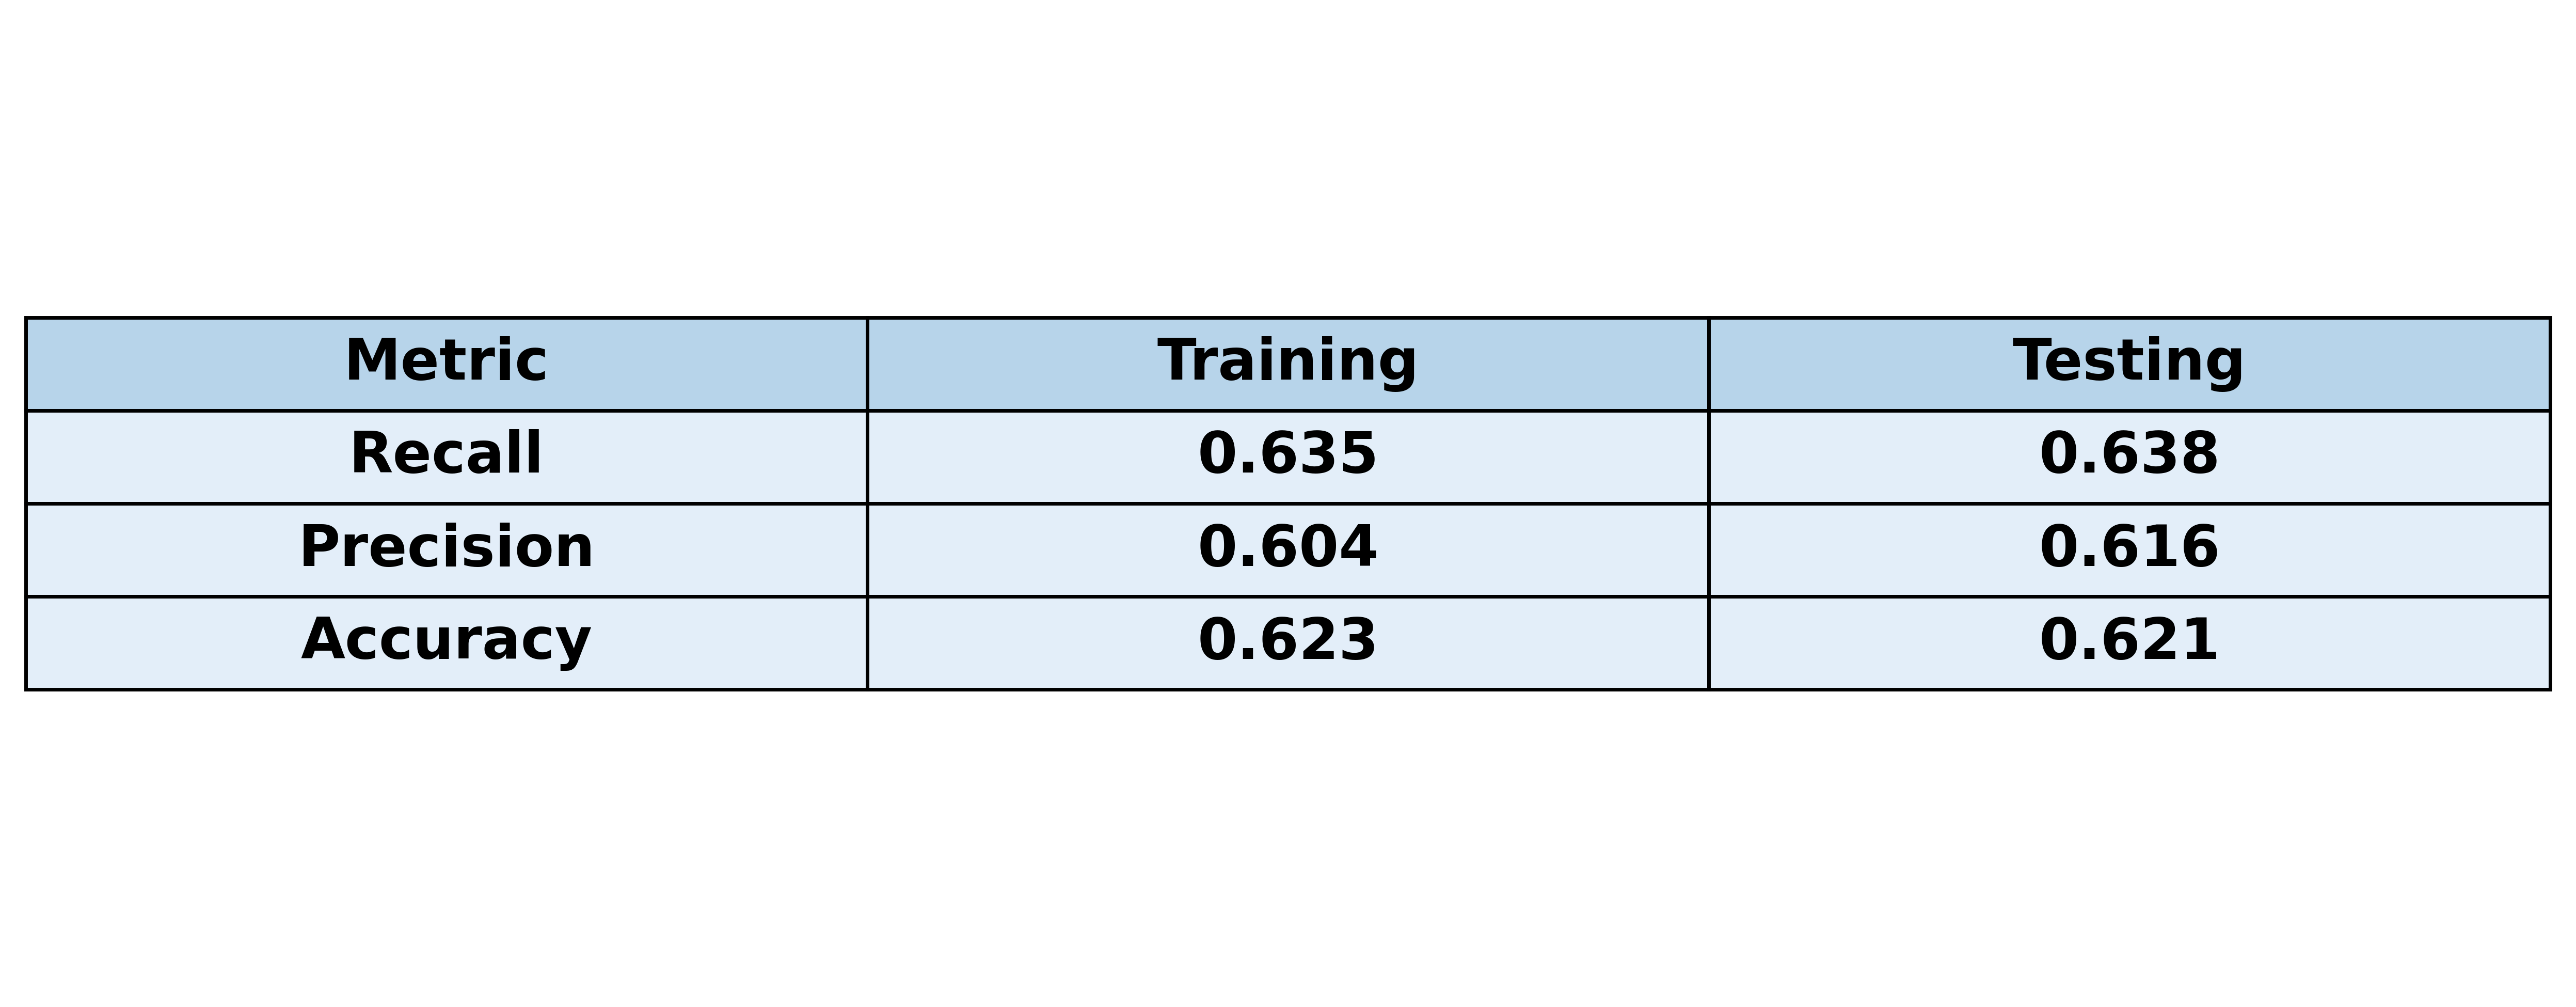 Metric Training Testing
Recall 0.635 0.638
Precision 0.604 0.616
Accuracy 0.623 0.621